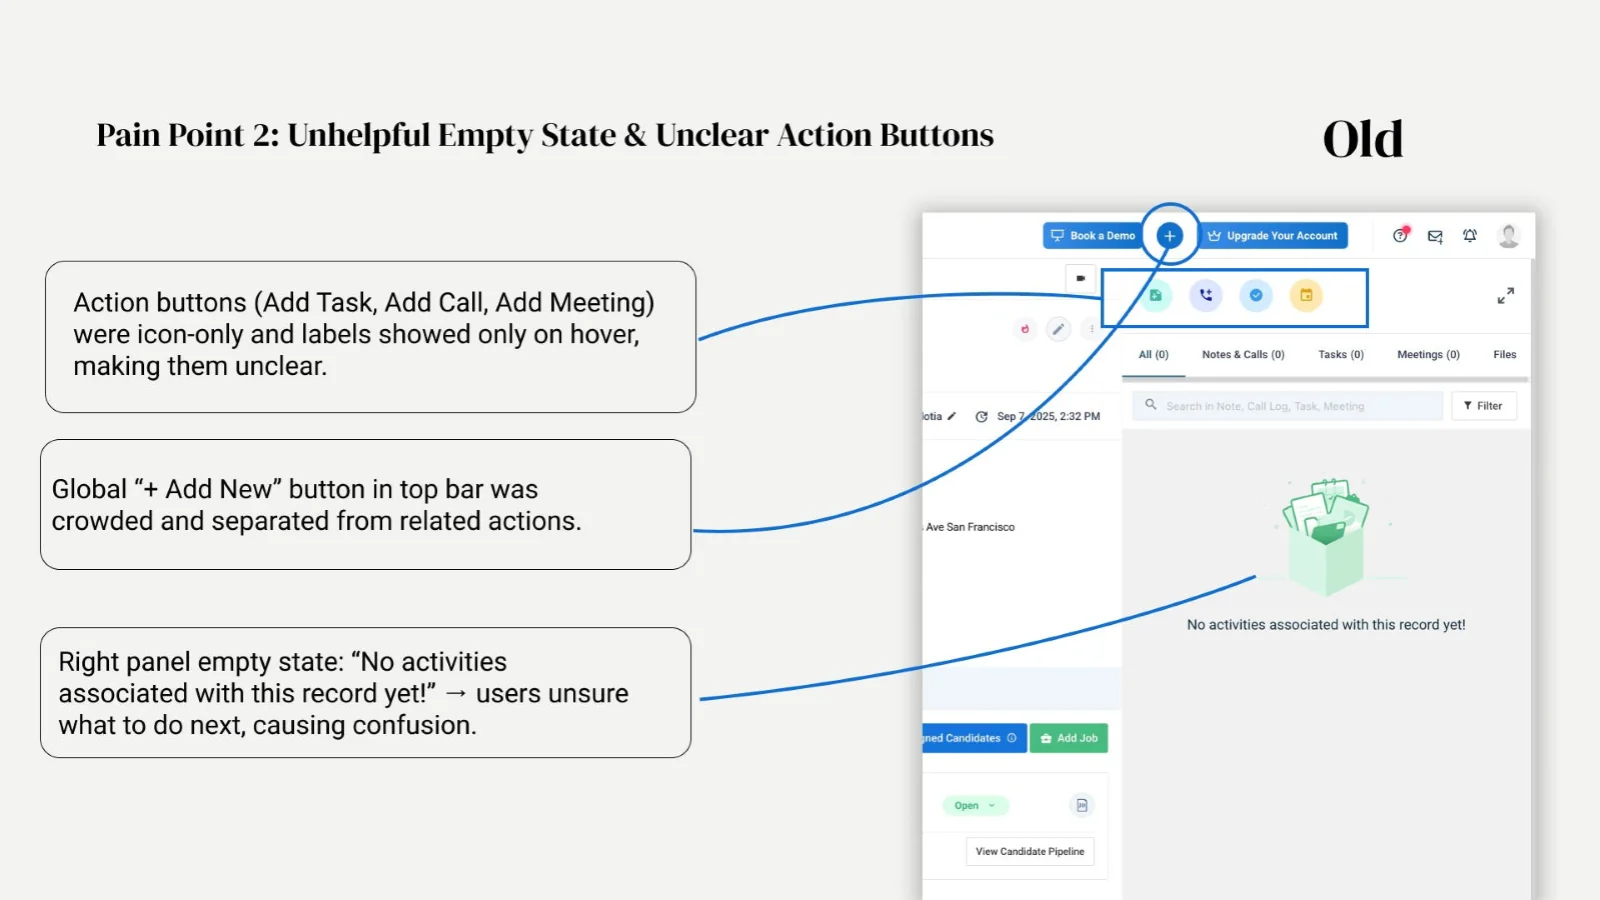 Pain Point 2: Unhelpful Empty State & Unclear Action Buttons
Old
Action buttons (Add Task, Add Call, Add Meeting)
were icon-only and labels showed only on hover,
making them unclear.
Global “+ Add New” button in top bar was
crowded and separated from related actions.
Right panel empty state: “No activities
associated with this record yet!” → users unsure
what to do next, causing confusion.
Book a Demo
Upgrade Your Account
All (0)
Notes & Calls (0)
Tasks (0)
Meetings (0)
Files
Search in Note, Call Log, Task, Meeting
Filter
lotia
Sep 7, 2025, 2:32 PM
Ave San Francisco
No activities associated with this record yet!
gned Candidates
Add Job
Open
View Candidate Pipeline